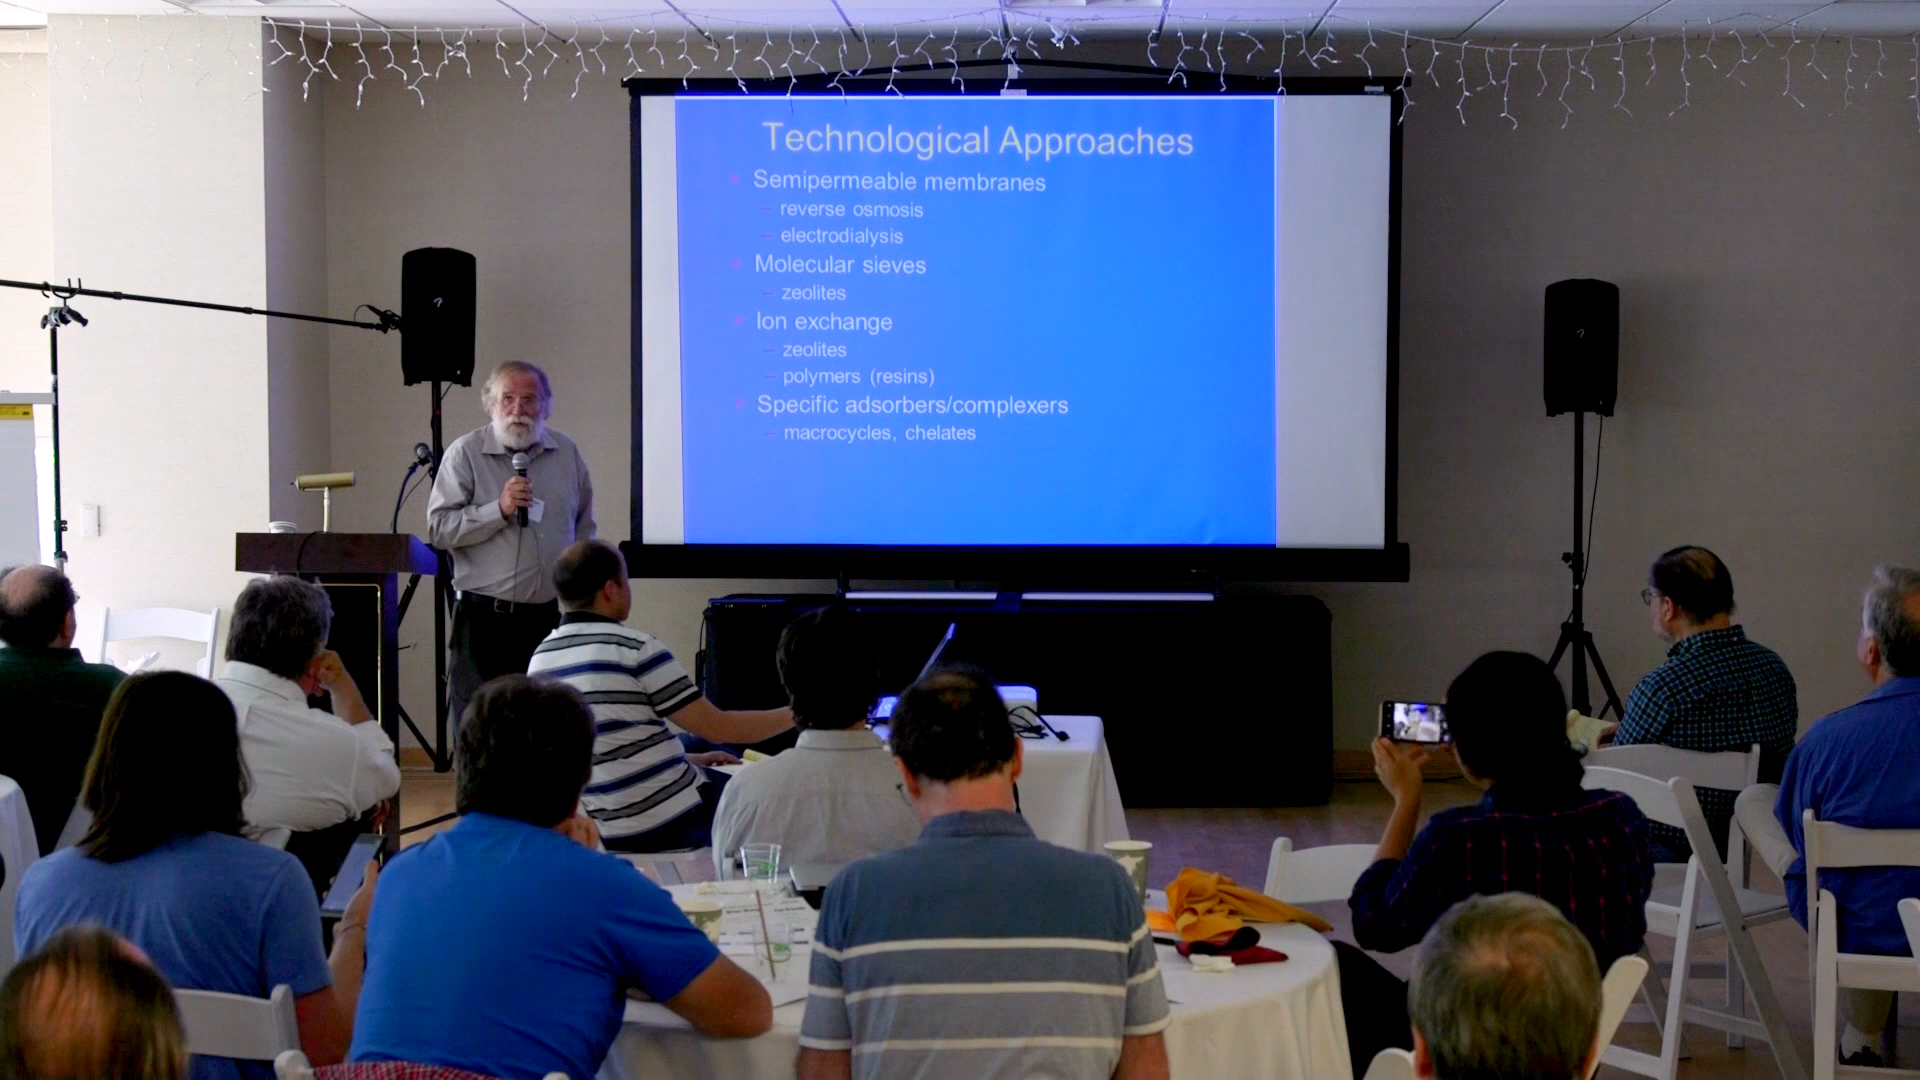 Technological Approaches
Semipermeable membranes
– reverse osmosis
– electrodialysis
Molecular sieves
– zeolites
Ion exchange
– zeolites
– polymers (resins)
Specific adsorbers/complexers
– macrocycles, chelates